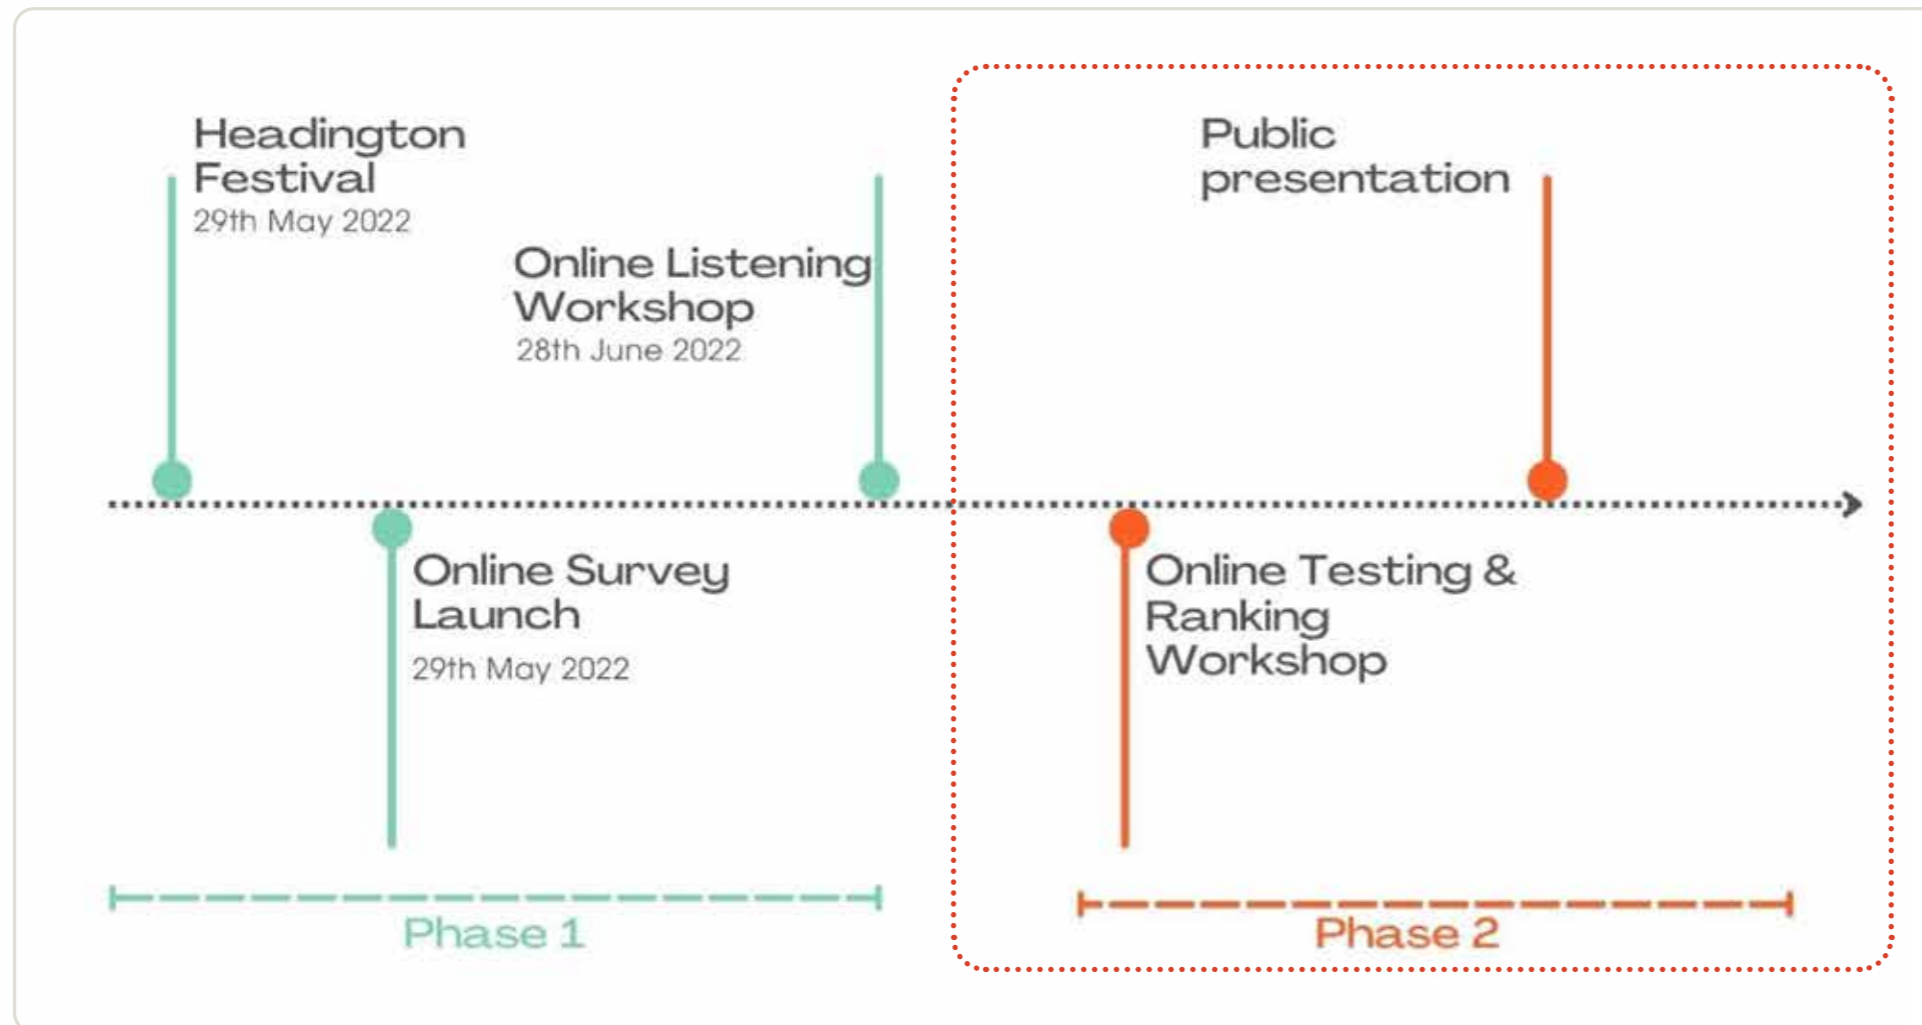 Headington
Festival
29th May 2022
Online Listening
Workshop
28th June 2022
Public
presentation
Online Survey
Launch
29th May 2022
Online Testing &
Ranking
Workshop
Phase 1
Phase 2